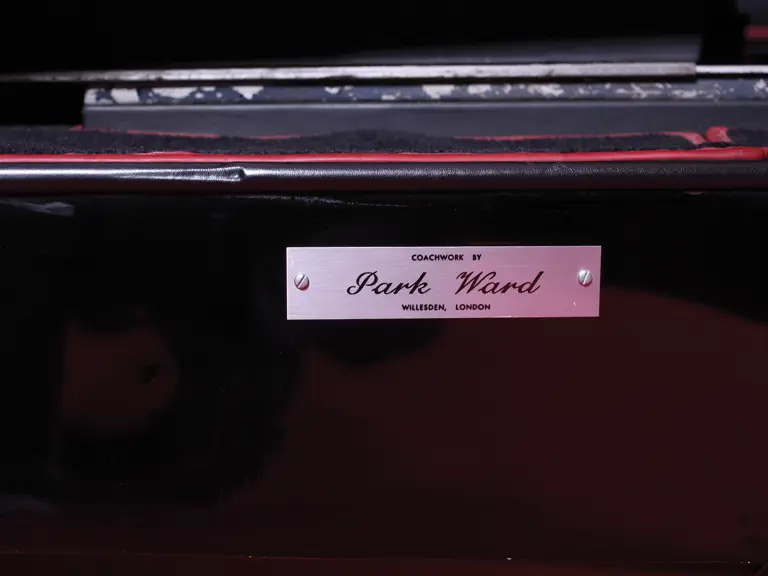 COACHWORK BY
Park Ward
WILLESDEN, LONDON